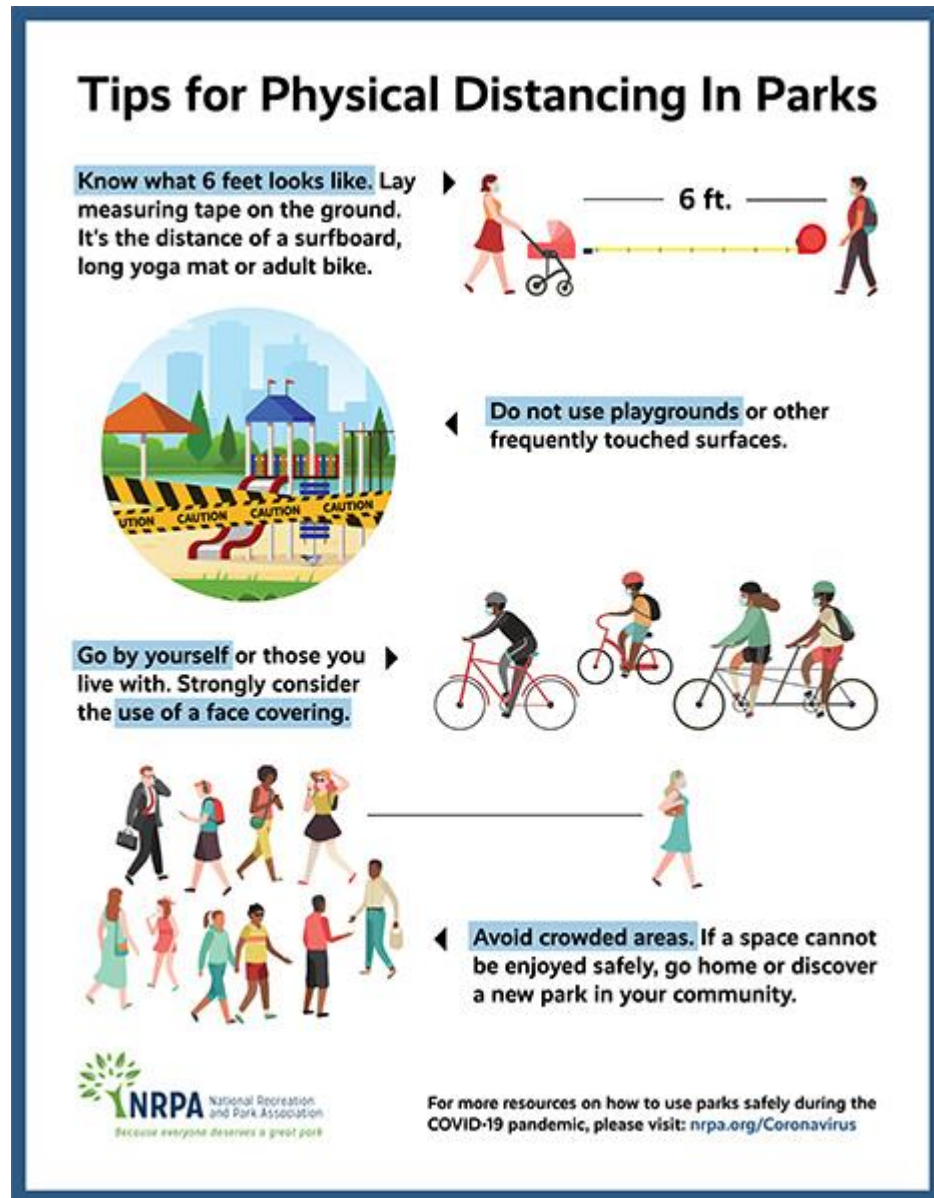 Tips for Physical Distancing In Parks
Know what 6 feet looks like. Lay
measuring tape on the ground.
It's the distance of a surfboard,
long yoga mat or adult bike.
6 ft.
Do not use playgrounds or other
frequently touched surfaces.
UTION CAUTION CAUTION CAUTION
Go by yourself or those you
live with. Strongly consider
the use of a face covering.
Avoid crowded areas. If a space cannot
be enjoyed safely, go home or discover
a new park in your community.
NRPA National Recreation
and Park Association
Because everyone deserves a great park
For more resources on how to use parks safely during the
COVID-19 pandemic, please visit: nrpa.org/Coronavirus